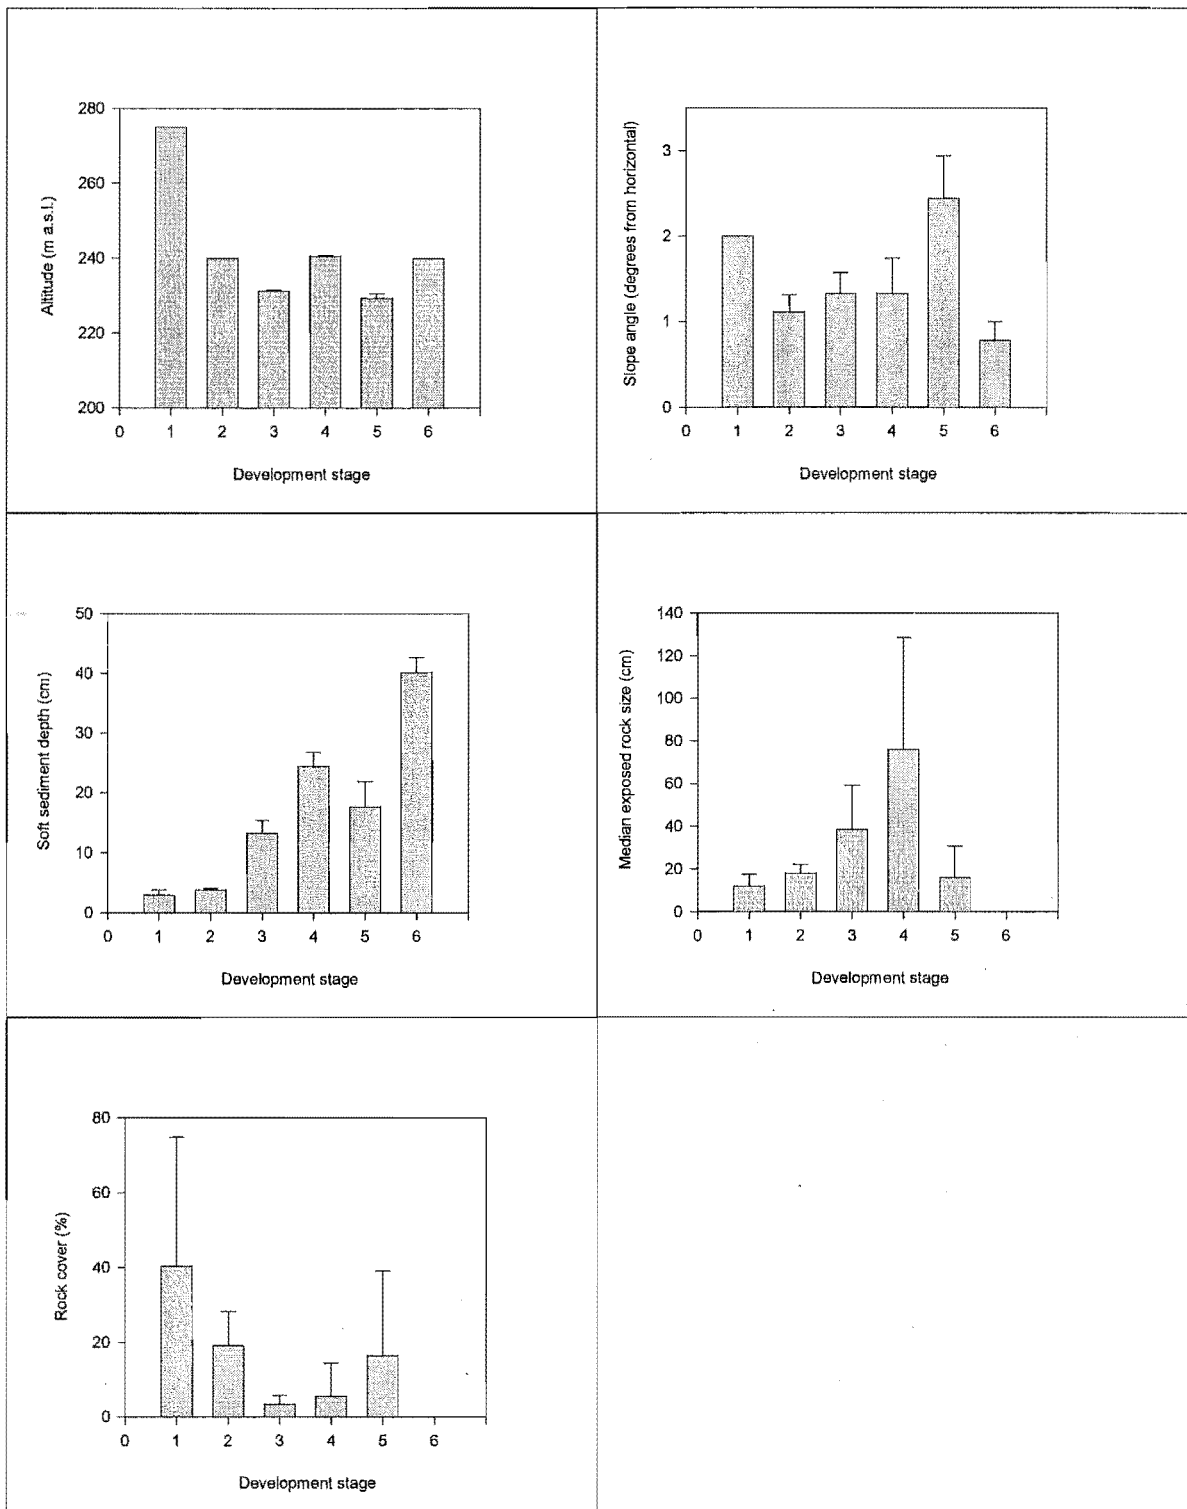 Altitude (m a.s.l.)
280
260
240
220
200
0 1 2 3 4 5 6
Development stage
Slope angle (degrees from horizontal)
3
2
1
0
0 1 2 3 4 5 6
Development stage
Soft sediment depth (cm)
50
40
30
20
10
0
0 1 2 3 4 5 6
Development stage
Median exposed rock size (cm)
140
120
100
80
60
40
20
0
0 1 2 3 4 5 6
Development stage
Rock cover (%)
80
60
40
20
0
0 1 2 3 4 5 6
Development stage